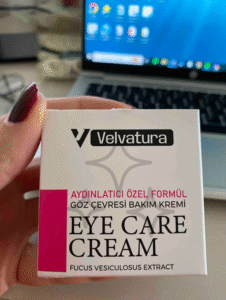 Velvatura
AYDINLATICI ÖZEL FORMÜL
GÖZ ÇEVRESİ BAKIM KREMİ
EYE CARE
CREAM
FUCUS VESICULOSUS EXTRACT